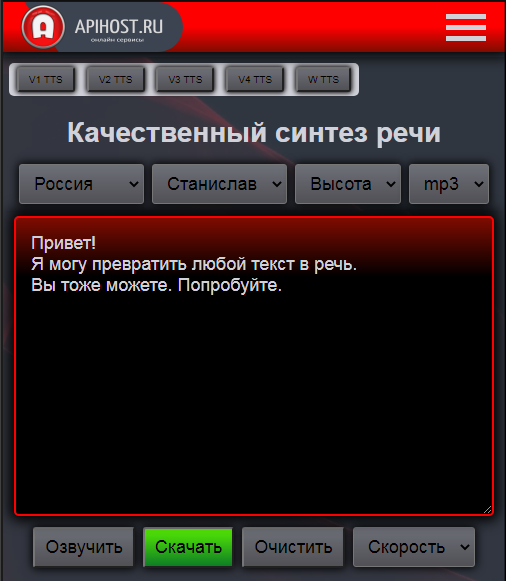 APIHOST.RU
онлайн сервисы
V1 TTS V2 TTS V3 TTS V4 TTS W TTS
Качественный синтез речи
Россия Станислав Высота mp3
Привет!
Я могу превратить любой текст в речь.
Вы тоже можете. Попробуйте.
Озвучить Скачать Очистить Скорость